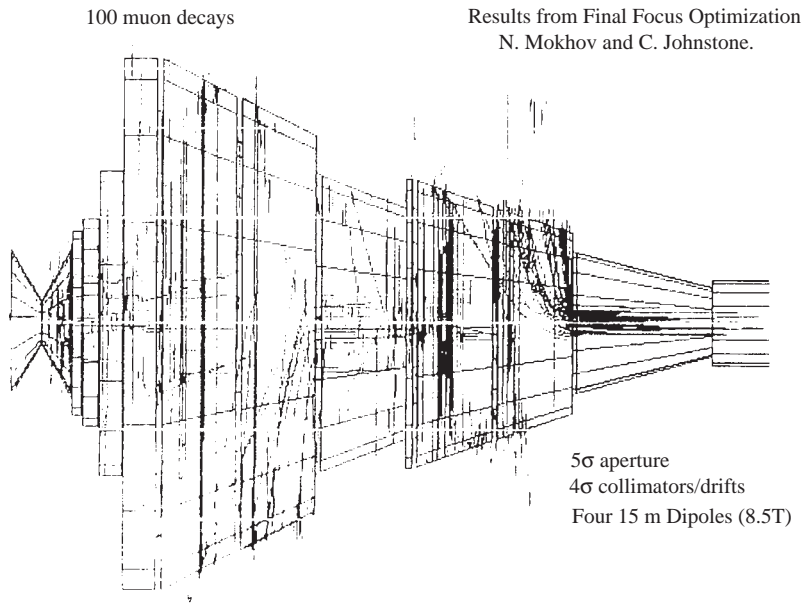 100 muon decays
Results from Final Focus Optimization
N. Mokhov and C. Johnstone.
5σ aperture
4σ collimators/drifts
Four 15 m Dipoles (8.5T)